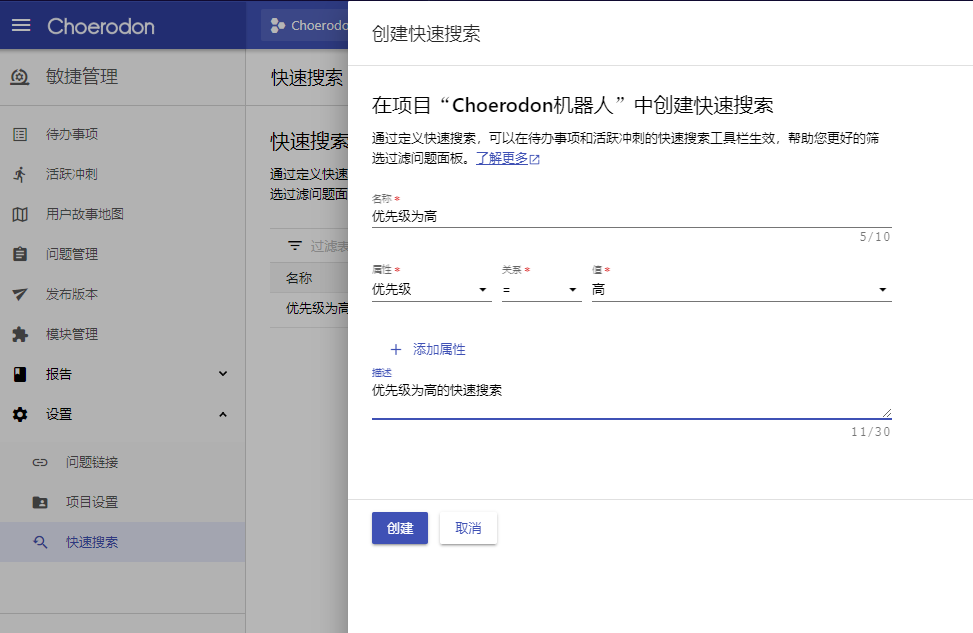 Choerodon
Choerodo
敏捷管理
待办事项
活跃冲刺
用户故事地图
问题管理
发布版本
模块管理
报告
设置
问题链接
项目设置
快速搜索
快速搜索
快速搜索
通过定义快速
选过滤问题面
过滤表
名称
优先级为高
创建快速搜索
在项目“Choerodon机器人”中创建快速搜索
通过定义快速搜索，可以在待办事项和活跃冲刺的快速搜索工具栏生效，帮助您更好的筛
选过滤问题面板。了解更多
名称 *
优先级为高
5/10
属性 * 关系 * 值 *
优先级 = 高
+ 添加属性
描述
优先级为高的快速搜索
11/30
创建 取消